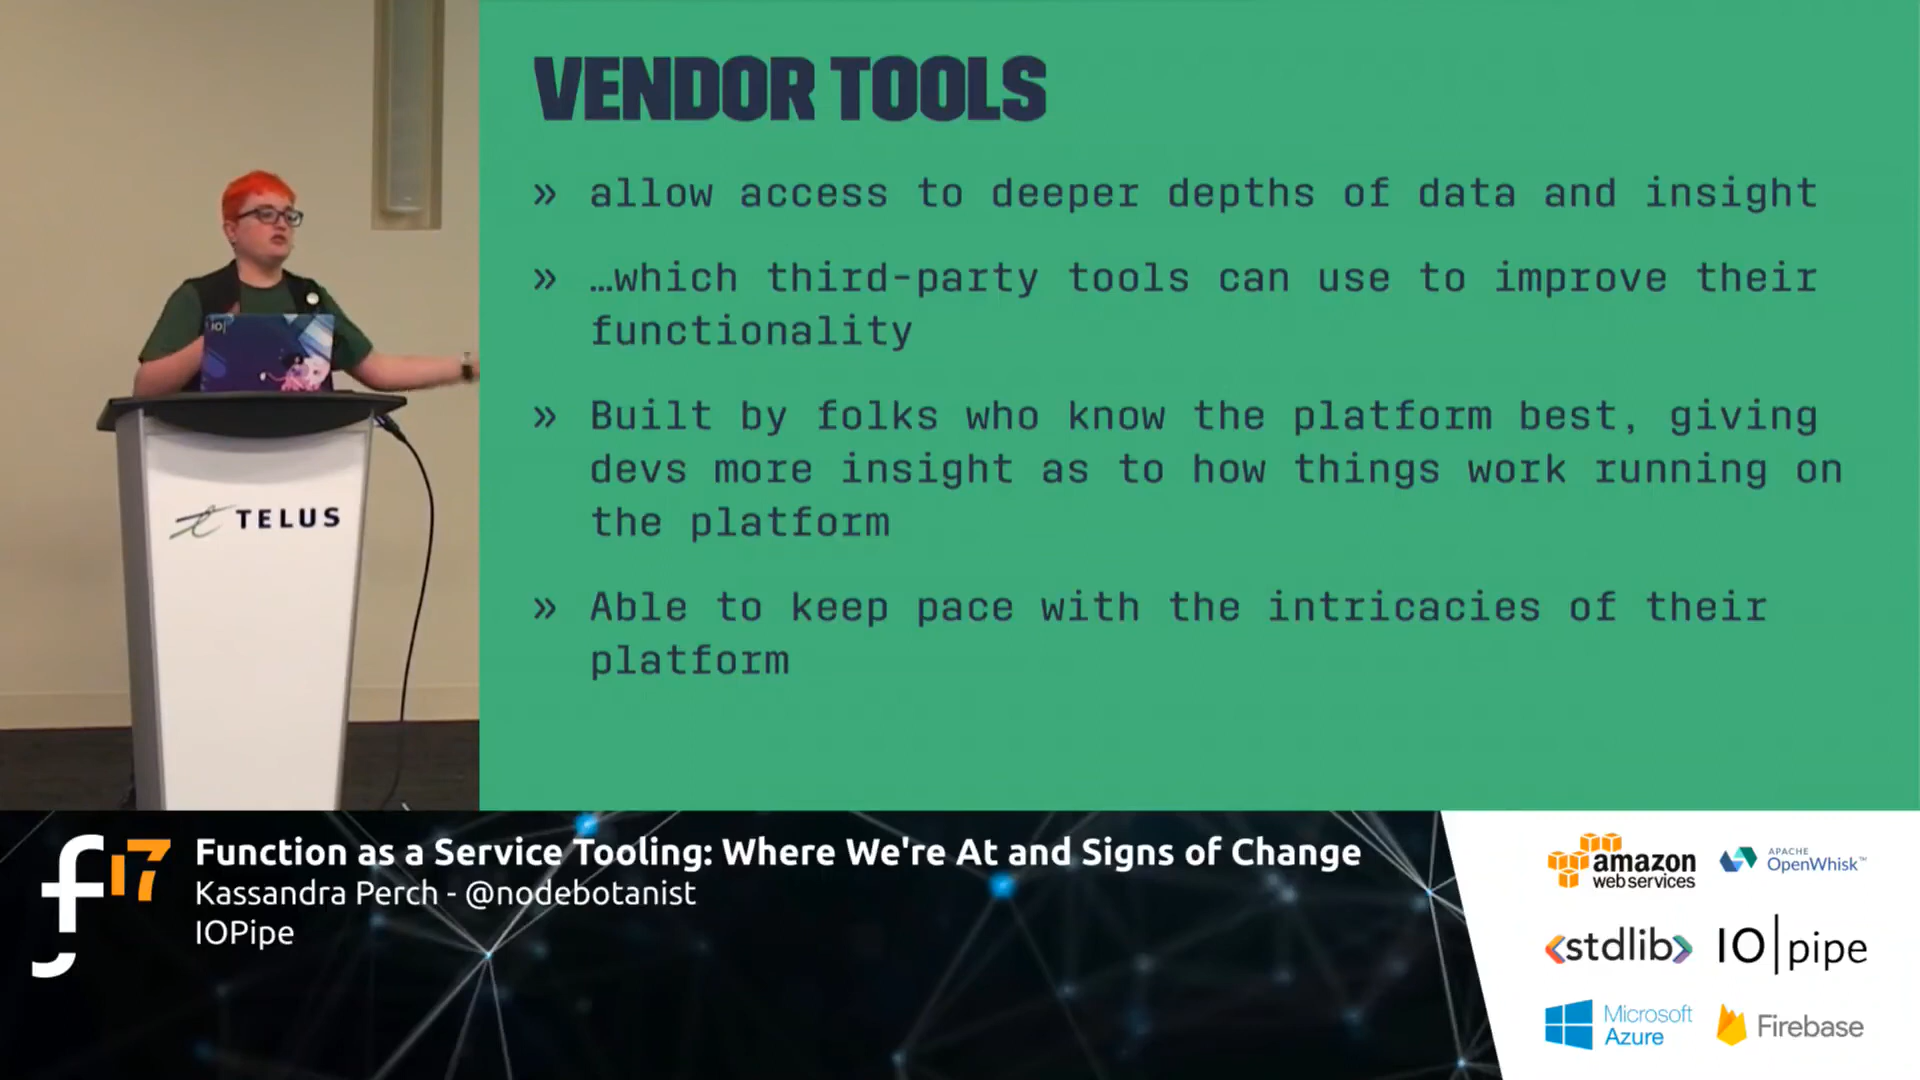 VENDOR TOOLS
» allow access to deeper depths of data and insight
» …which third-party tools can use to improve their
functionality
» Built by folks who know the platform best, giving
devs more insight as to how things work running on
the platform
» Able to keep pace with the intricacies of their
platform
IO|
TELUS
f17
Function as a Service Tooling: Where We're At and Signs of Change
Kassandra Perch - @nodebotanist
IOPipe
amazon
webservices
APACHE
OpenWhisk™
<stdlib>
IO|pipe
Microsoft
Azure
Firebase